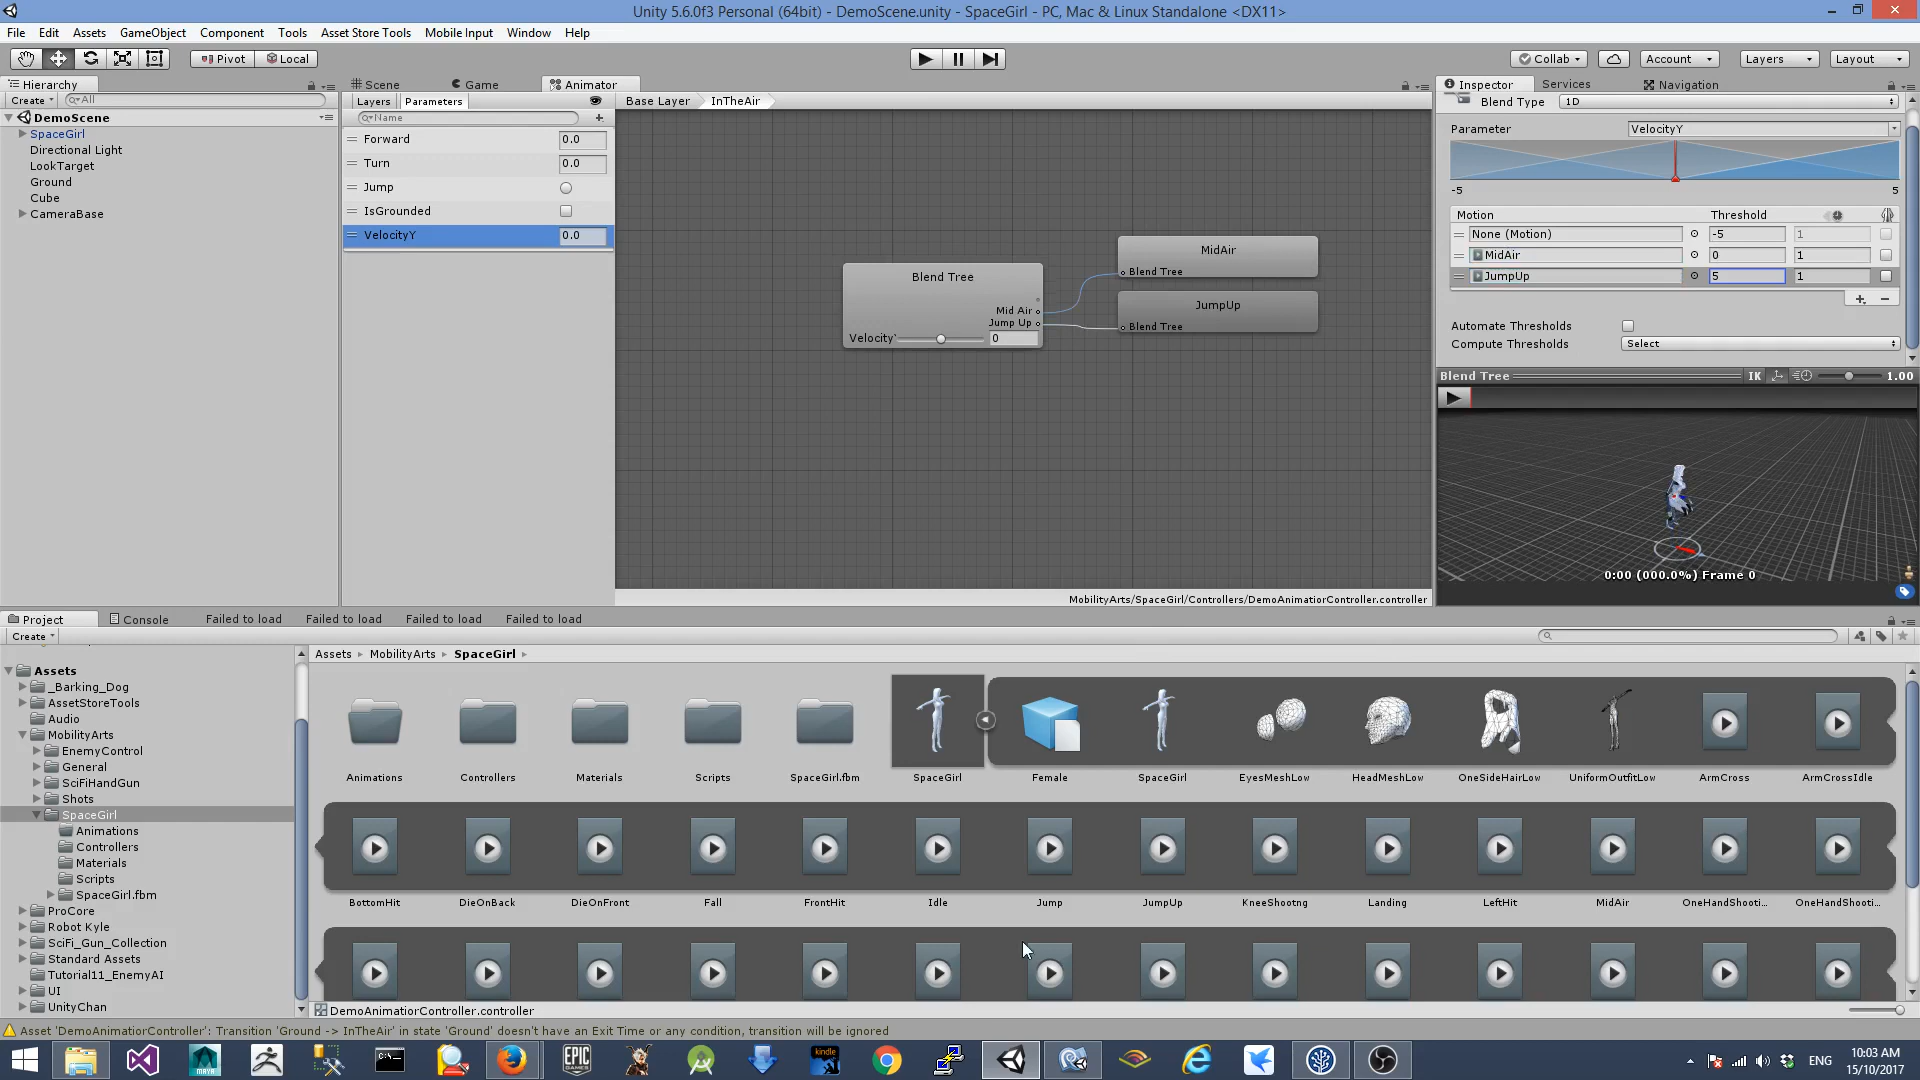 Unity 5.6.0f3 Personal (64bit) - DemoScene.unity - SpaceGirl - PC, Mac & Linux Standalone <DX11>
File Edit Assets GameObject Component Tools Asset Store Tools Mobile Input Window Help
Pivot Local Collab Account Layers Layout
Hierarchy
Create All
DemoScene
SpaceGirl
Directional Light
LookTarget
Ground
Cube
CameraBase
Scene Game Animator
Layers Parameters
Name
Forward 0.0
Turn 0.0
Jump
IsGrounded
VelocityY 0.0
Base Layer InTheAir
Blend Tree
Mid Air
Jump Up
Velocity 0
MidAir
Blend Tree
JumpUp
Blend Tree
MobilityArts/SpaceGirl/Controllers/DemoAnimatiorController.controller
Inspector Services Navigation
Blend Type 1D
Parameter VelocityY
-5 5
Motion Threshold
None (Motion) -5 1
MidAir 0 1
JumpUp 5 1
Automate Thresholds
Compute Thresholds Select
Blend Tree IK 1.00
0:00 (000.0%) Frame 0
Project Console Failed to load Failed to load Failed to load Failed to load
Create
Assets
_Barking_Dog
AssetStoreTools
Audio
MobilityArts
EnemyControl
General
SciFiHandGun
Shots
SpaceGirl
Animations
Controllers
Materials
Scripts
SpaceGirl.fbm
ProCore
Robot Kyle
SciFi_Gun_Collection
Standard Assets
Tutorial11_EnemyAI
UI
UnityChan
Assets MobilityArts SpaceGirl
Animations Controllers Materials Scripts SpaceGirl.fbm SpaceGirl Female SpaceGirl EyesMeshLow HeadMeshLow OneSideHairLow UniformOutfitLow ArmCross ArmCrossIdle
BottomHit DieOnBack DieOnFront Fall FrontHit Idle Jump JumpUp KneeShootng Landing LeftHit MidAir OneHandShooti... OneHandShooti...
DemoAnimatiorController.controller
Asset 'DemoAnimatiorController': Transition 'Ground -> InTheAir' in state 'Ground' doesn't have an Exit Time or any condition, transition will be ignored
MAYA
EPIC GAMES
kindle
ENG
10:03 AM
15/10/2017